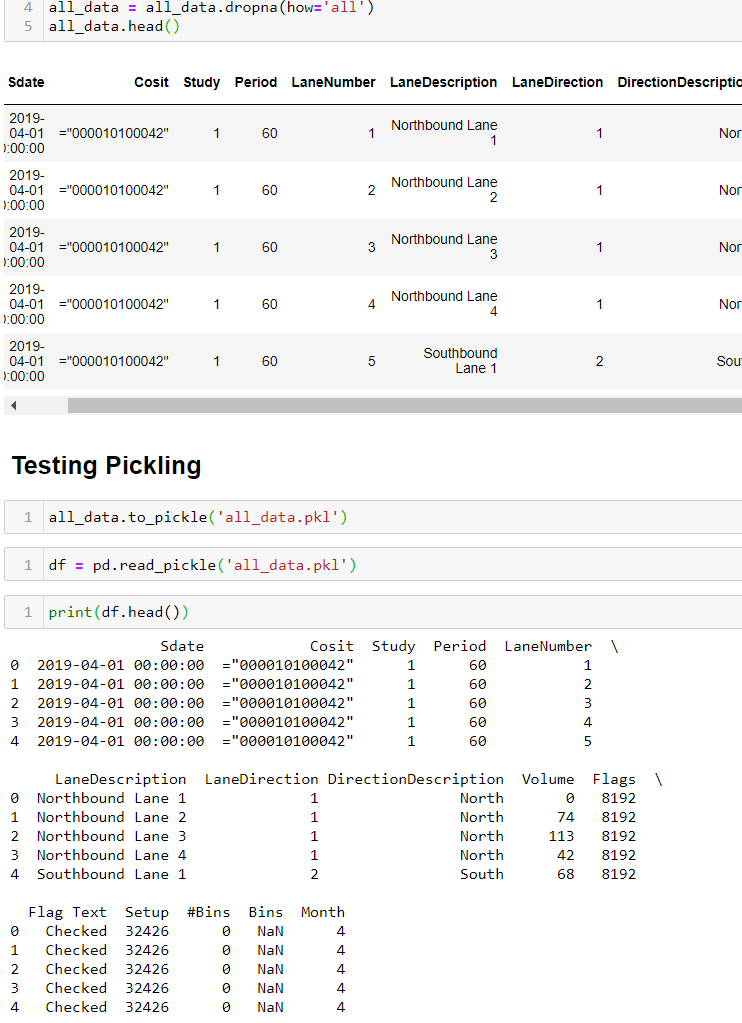 4 all_data = all_data.dropna(how='all')
5 all_data.head()
Sdate Cosit Study Period LaneNumber LaneDescription LaneDirection DirectionDescriptio
2019-
04-01 ="000010100042" 1 60 1 Northbound Lane 1 1 Nor
:00:00
2019-
04-01 ="000010100042" 1 60 2 Northbound Lane 2 1 Nor
:00:00
2019-
04-01 ="000010100042" 1 60 3 Northbound Lane 3 1 Nor
:00:00
2019-
04-01 ="000010100042" 1 60 4 Northbound Lane 4 1 Nor
:00:00
2019-
04-01 ="000010100042" 1 60 5 Southbound Lane 1 2 Sou
:00:00
Testing Pickling
1 all_data.to_pickle('all_data.pkl')
1 df = pd.read_pickle('all_data.pkl')
1 print(df.head())
Sdate Cosit Study Period LaneNumber \
0 2019-04-01 00:00:00 ="000010100042" 1 60 1
1 2019-04-01 00:00:00 ="000010100042" 1 60 2
2 2019-04-01 00:00:00 ="000010100042" 1 60 3
3 2019-04-01 00:00:00 ="000010100042" 1 60 4
4 2019-04-01 00:00:00 ="000010100042" 1 60 5
LaneDescription LaneDirection DirectionDescription Volume Flags \
0 Northbound Lane 1 1 North 0 8192
1 Northbound Lane 2 1 North 74 8192
2 Northbound Lane 3 1 North 113 8192
3 Northbound Lane 4 1 North 42 8192
4 Southbound Lane 1 2 South 68 8192
Flag Text Setup #Bins Bins Month
0 Checked 32426 0 NaN 4
1 Checked 32426 0 NaN 4
2 Checked 32426 0 NaN 4
3 Checked 32426 0 NaN 4
4 Checked 32426 0 NaN 4